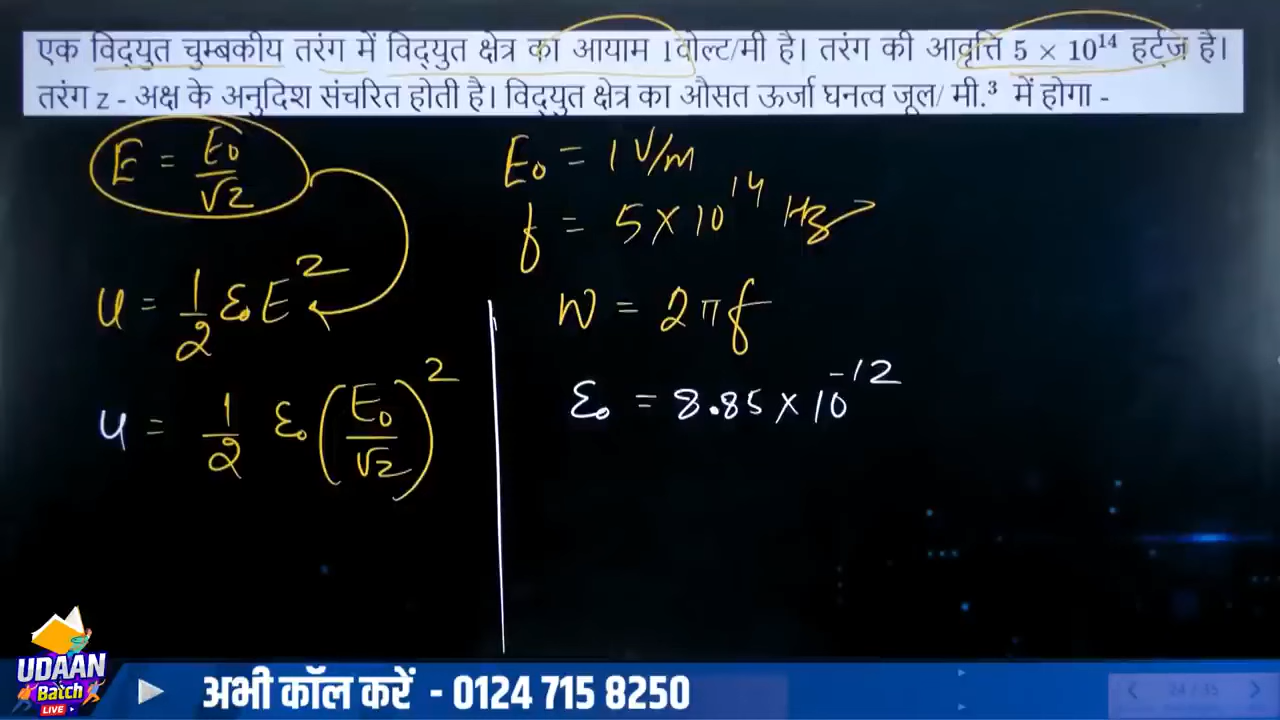 एक विद्युत चुम्बकीय तरंग में विद्युत क्षेत्र का आयाम 1वोल्ट/मी है। तरंग की आवृत्ति 5 × 10¹⁴ हर्ट्ज है।
तरंग z - अक्ष के अनुदिश संचरित होती है। विद्युत क्षेत्र का औसत ऊर्जा घनत्व जूल/ मी.³ में होगा -
E = E₀/√2
u = 1/2 ε₀E²
u = 1/2 ε₀(E₀/√2)²
E₀ = 1 V/m
f = 5 × 10¹⁴ Hz
W = 2πf
ε₀ = 8.85 × 10⁻¹²
UDAAN
Batch
LIVE
अभी कॉल करें - 0124 715 8250
24 / 35